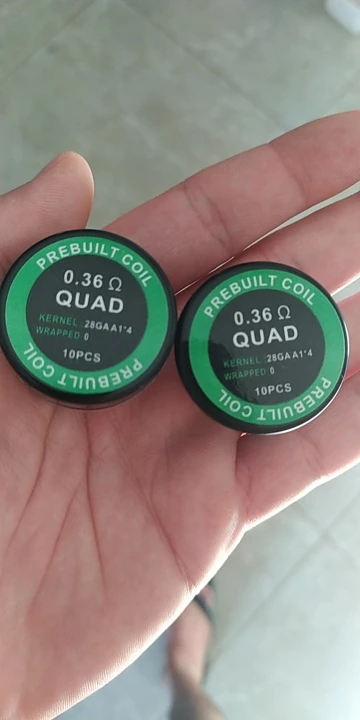 PREBUILT COIL
0.36 Ω
QUAD
KERNEL:28GAA1*4
WRAPPED:0
10PCS
PREBUILT COIL
PREBUILT COIL
0.36 Ω
QUAD
KERNEL:28GAA1*4
WRAPPED:0
10PCS
PREBUILT COIL